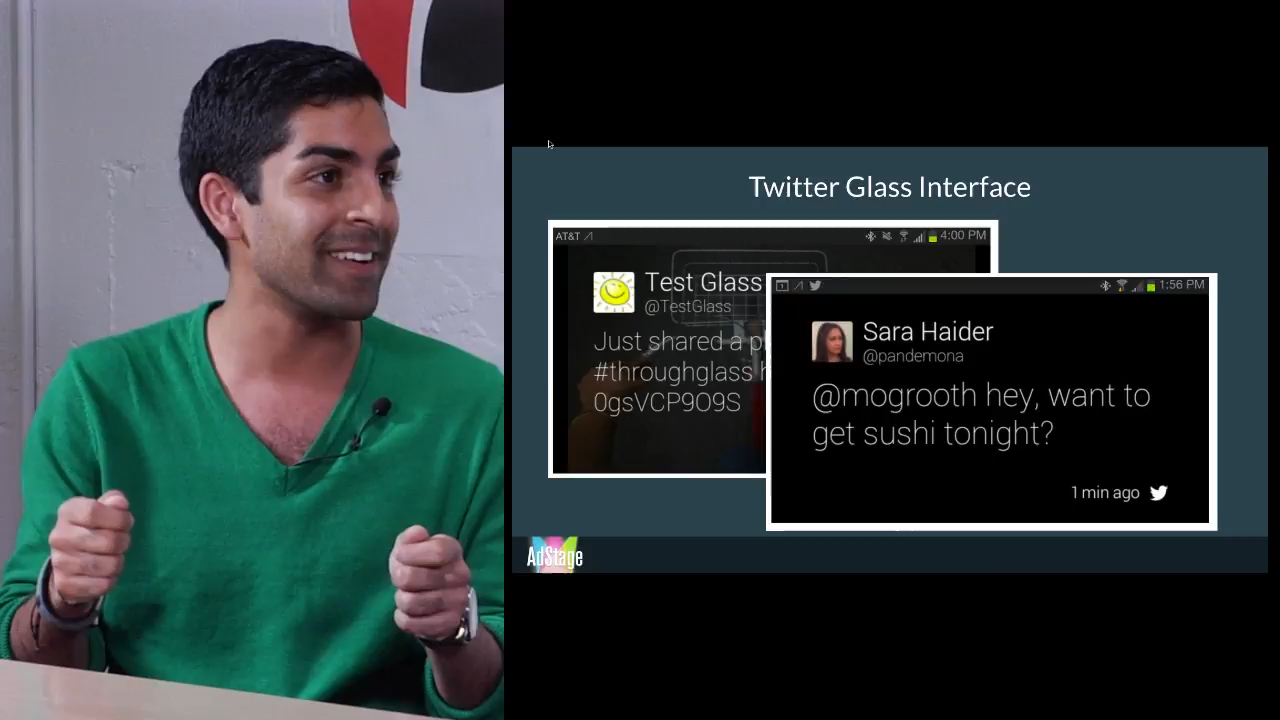 Twitter Glass Interface
AT&T
4:00 PM
Test Glass
@TestGlass
Just shared a
#throughglass
0gsVCP9O9S
1:56 PM
Sara Haider
@pandemona
@mogrooth hey, want to
get sushi tonight?
1 min ago
AdStage